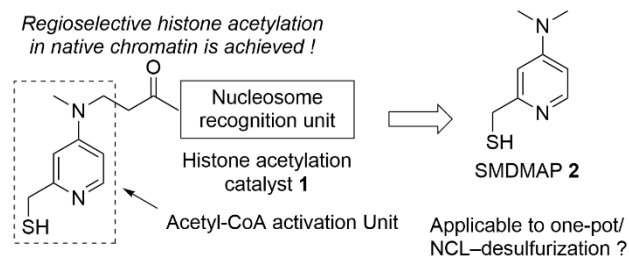 Regioselective histone acetylation
in native chromatin is achieved !
O
N
N
SH
Nucleosome
recognition unit
Histone acetylation
catalyst 1
Acetyl-CoA activation Unit
N
N
SH
SMDMAP 2
Applicable to one-pot/
NCL–desulfurization ?